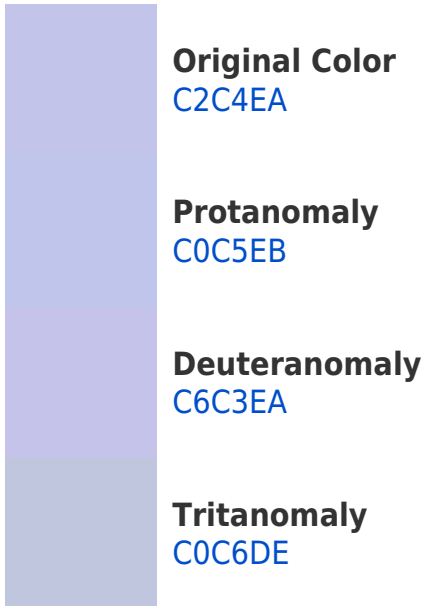 Original Color
C2C4EA
Protanomaly
C0C5EB
Deuteranomaly
C6C3EA
Tritanomaly
C0C6DE